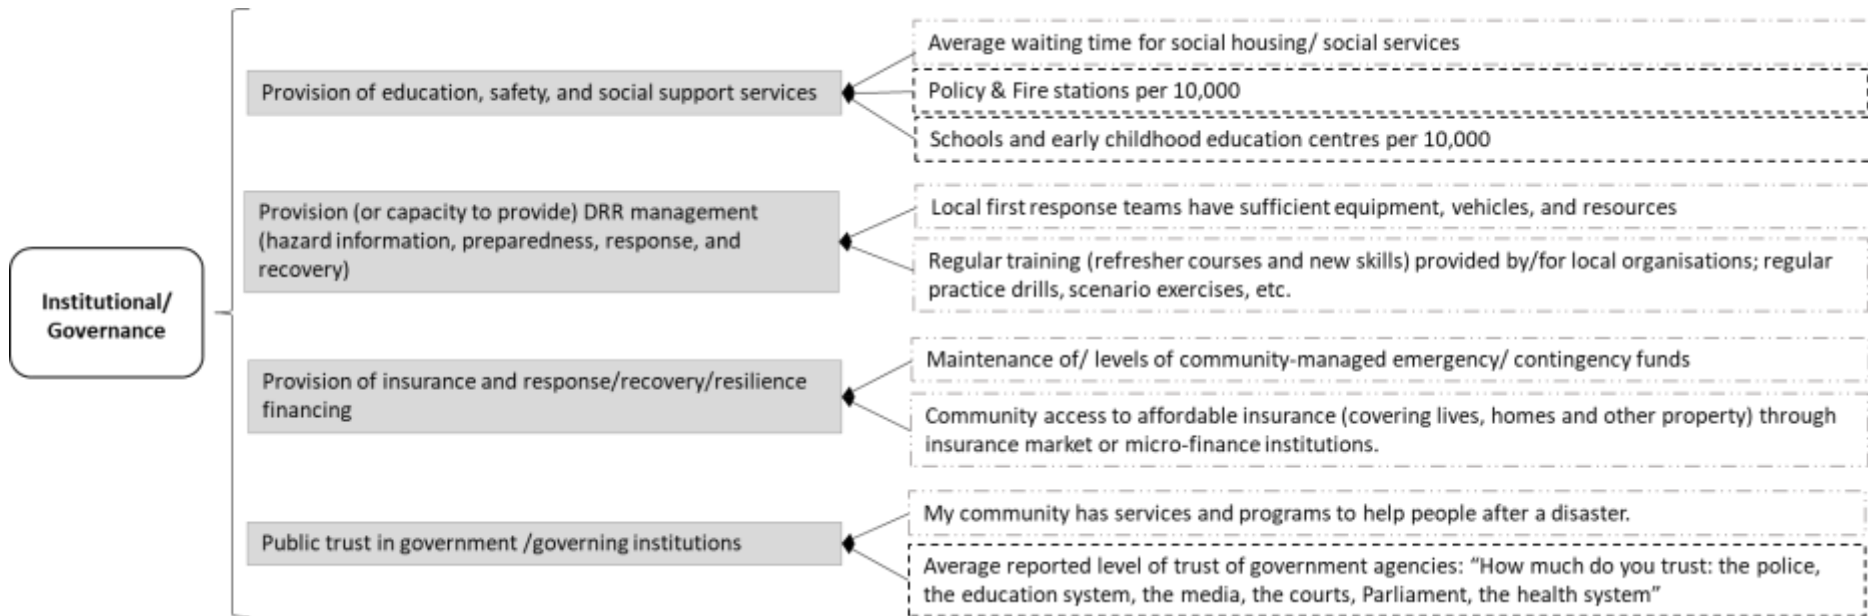 Institutional/
Governance
Provision of education, safety, and social support services
Average waiting time for social housing/ social services
Policy & Fire stations per 10,000
Schools and early childhood education centres per 10,000
Provision (or capacity to provide) DRR management
(hazard information, preparedness, response, and
recovery)
Local first response teams have sufficient equipment, vehicles, and resources
Regular training (refresher courses and new skills) provided by/for local organisations; regular
practice drills, scenario exercises, etc.
Provision of insurance and response/recovery/resilience
financing
Maintenance of/ levels of community-managed emergency/ contingency funds
Community access to affordable insurance (covering lives, homes and other property) through
insurance market or micro-finance institutions.
Public trust in government /governing institutions
My community has services and programs to help people after a disaster.
Average reported level of trust of government agencies: “How much do you trust: the police,
the education system, the media, the courts, Parliament, the health system”